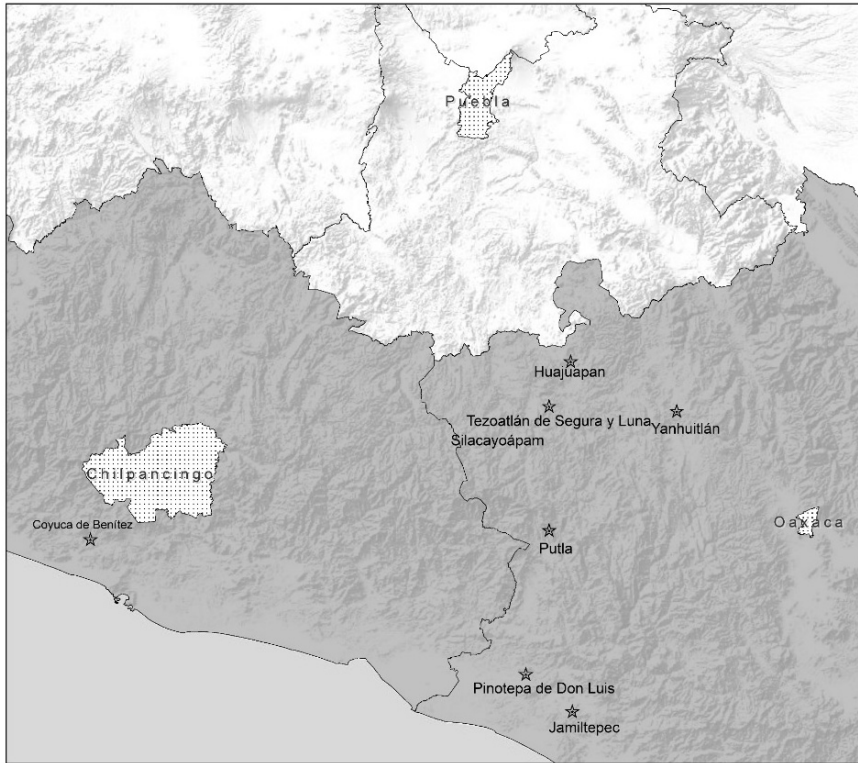 Puebla
Huajuapan
Tezoatlán de Segura y Luna
Yanhuitlán
Silacayoápam
Chilpancingo
Coyuca de Benítez
Oaxaca
Putla
Pinotepa de Don Luis
Jamiltepec